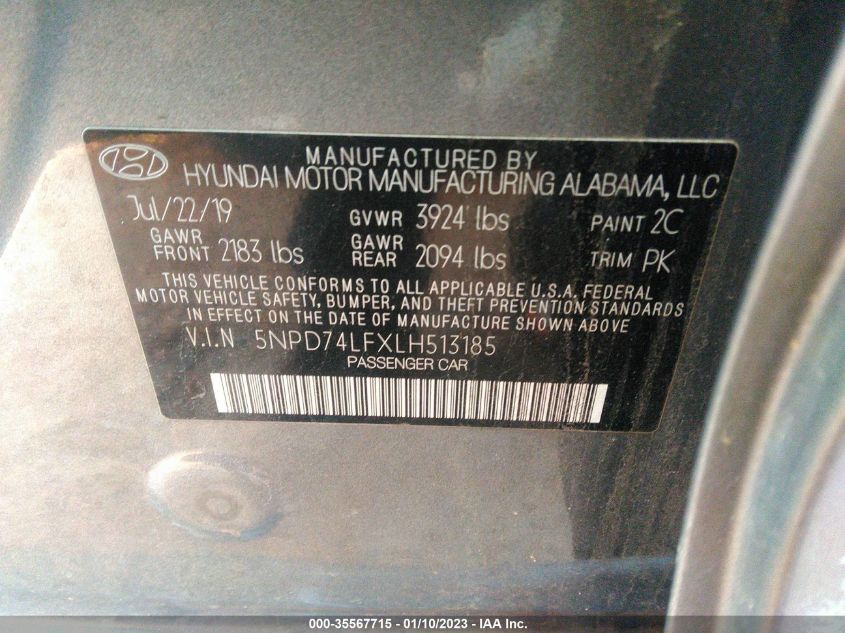 MANUFACTURED BY
HYUNDAI MOTOR MANUFACTURING ALABAMA, LLC
Jul/22/19 GVWR 3924 lbs PAINT 2C
GAWR FRONT 2183 lbs GAWR REAR 2094 lbs TRIM PK
THIS VEHICLE CONFORMS TO ALL APPLICABLE U.S.A. FEDERAL
MOTOR VEHICLE SAFETY, BUMPER, AND THEFT PREVENTION STANDARDS
IN EFFECT ON THE DATE OF MANUFACTURE SHOWN ABOVE
V.I.N 5NPD74LFXLH513185
PASSENGER CAR
000-35567715 - 01/10/2023 - IAA Inc.